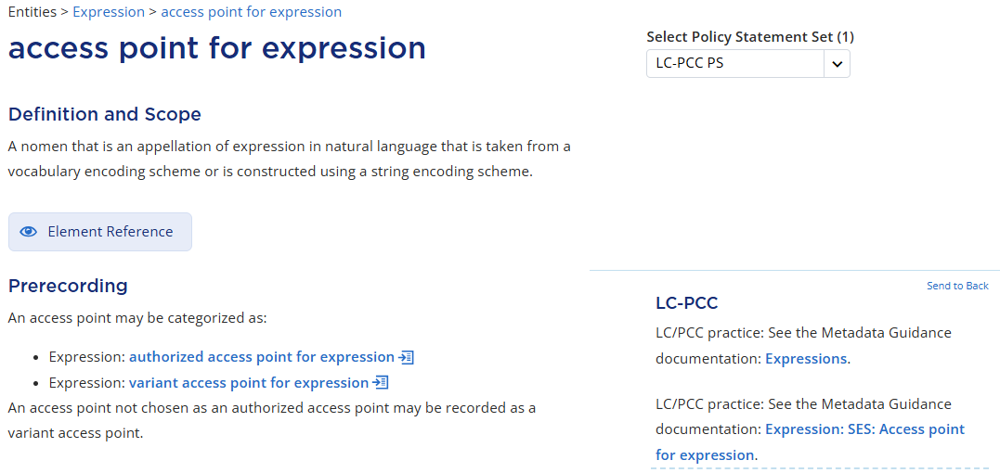 Entities > Expression > access point for expression
access point for expression
Select Policy Statement Set (1)
LC-PCC PS
Definition and Scope
A nomen that is an appellation of expression in natural language that is taken from a
vocabulary encoding scheme or is constructed using a string encoding scheme.
Element Reference
Prerecording
An access point may be categorized as:
• Expression: authorized access point for expression
• Expression: variant access point for expression
An access point not chosen as an authorized access point may be recorded as a
variant access point.
Send to Back
LC-PCC
LC/PCC practice: See the Metadata Guidance
documentation: Expressions.
LC/PCC practice: See the Metadata Guidance
documentation: Expression: SES: Access point
for expression.